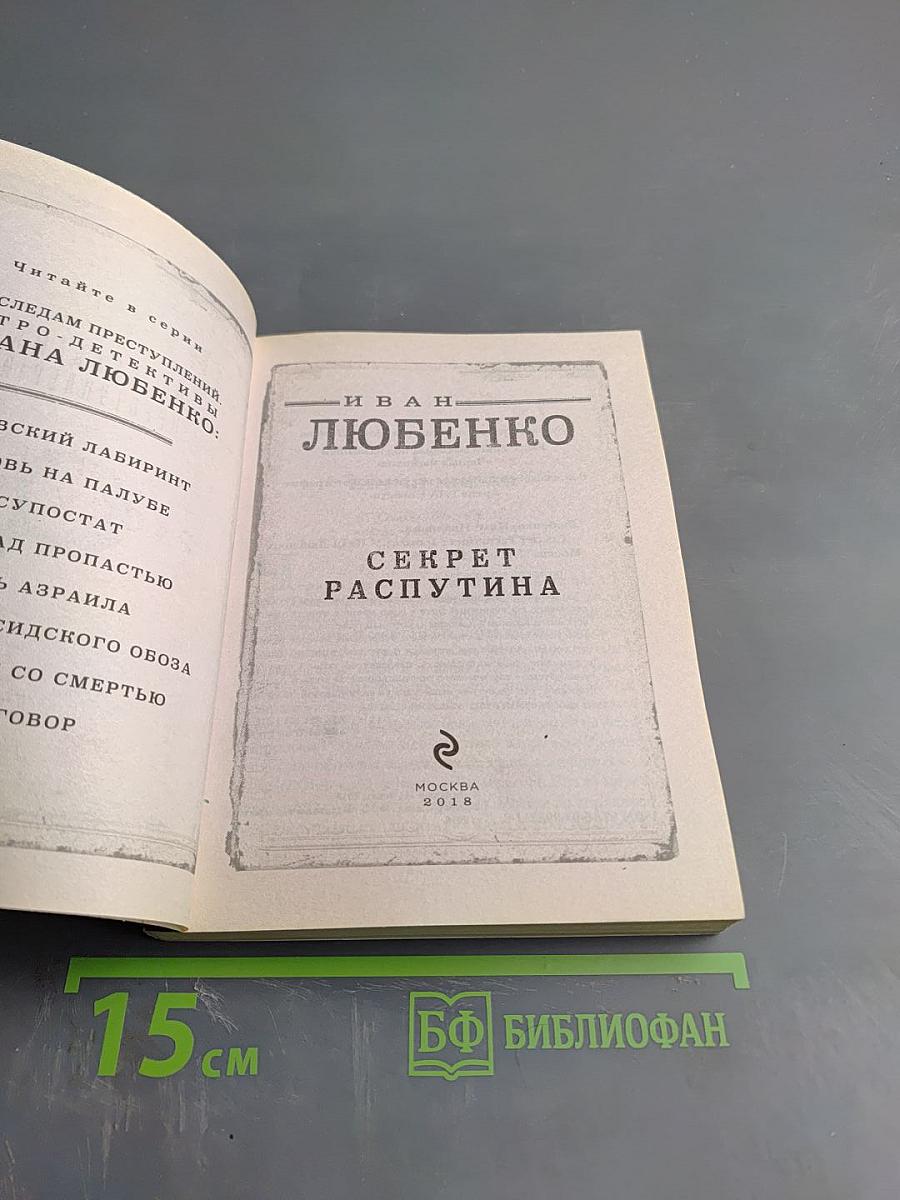 Читайте в серии
СЛЕДАМ ПРЕСТУПЛЕНИЙ.
ТРО-ДЕТЕКТИВЫ
АНА ЛЮБЕНКО:
ВСКИЙ ЛАБИРИНТ
ОВЬ НА ПАЛУБЕ
СУПОСТАТ
АД ПРОПАСТЬЮ
Ь АЗРАИЛА
СИДСКОГО ОБОЗА
СО СМЕРТЬЮ
ГОВОР
ИВАН
ЛЮБЕНКО
СЕКРЕТ
РАСПУТИНА
МОСКВА
2018
15 см
БФ БИБЛИОФАН